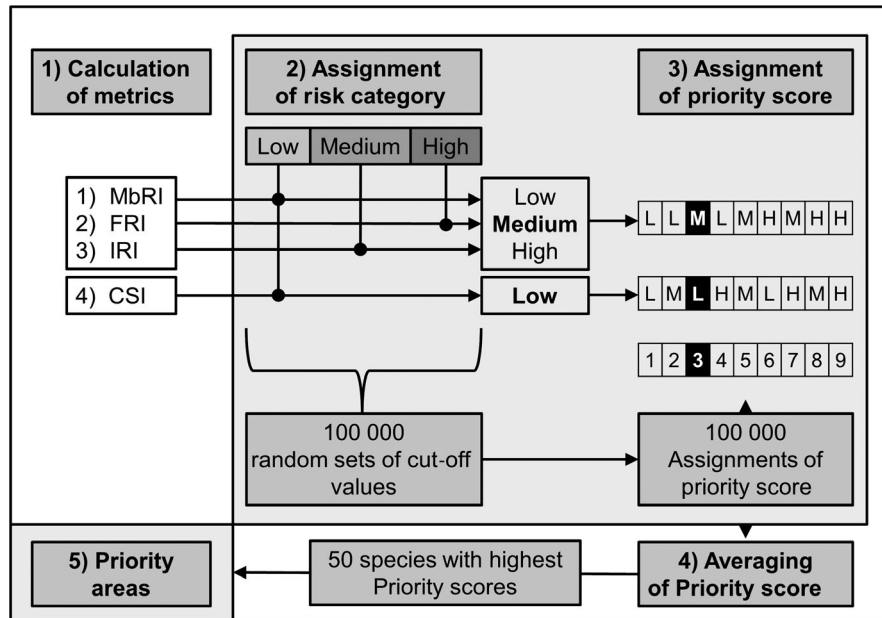 1) Calculation
of metrics
2) Assignment
of risk category
3) Assignment
of priority score
Low Medium High
1) MbRI
2) FRI
3) IRI
4) CSI
Low
Medium
High
Low
L L M L M H M H H
L M L H M L H M H
1 2 3 4 5 6 7 8 9
100 000
random sets of cut-off
values
100 000
Assignments of
priority score
5) Priority
areas
50 species with highest
Priority scores
4) Averaging
of Priority score